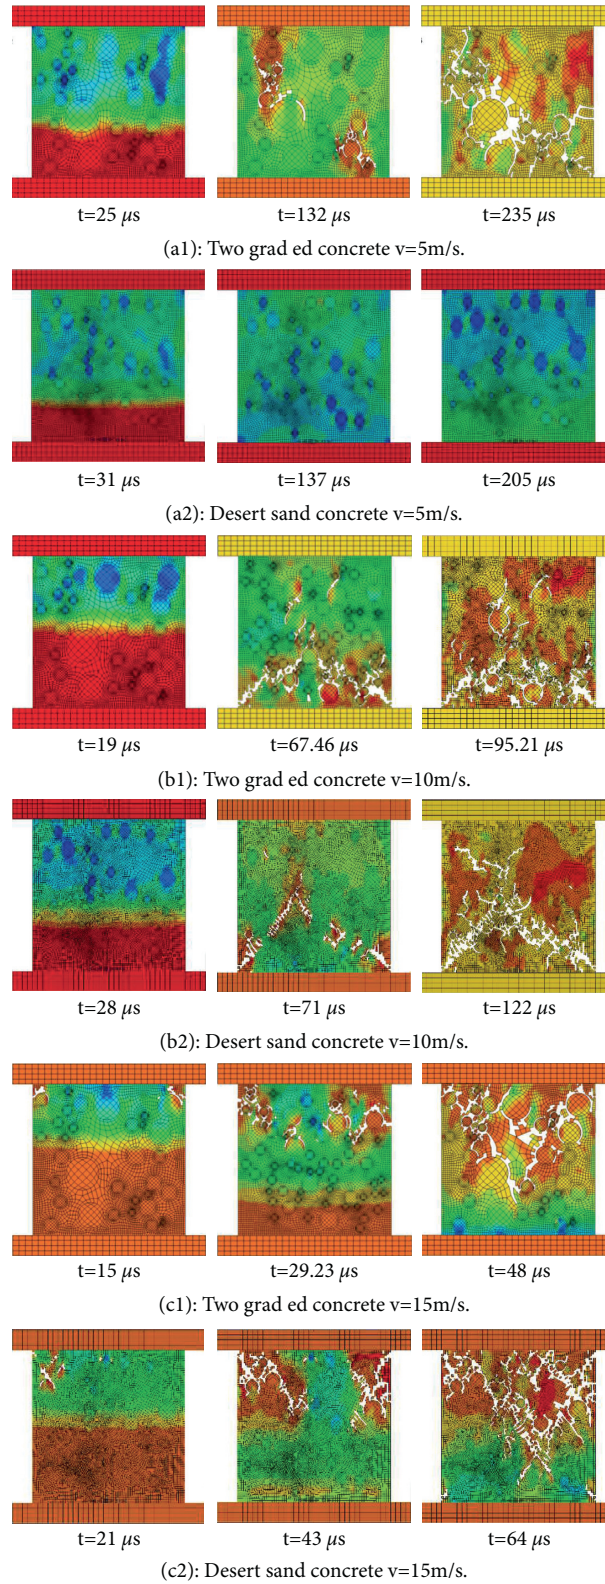 t=25 μs t=132 μs t=235 μs
(a1): Two grad ed concrete v=5m/s.
t=31 μs t=137 μs t=205 μs
(a2): Desert sand concrete v=5m/s.
t=19 μs t=67.46 μs t=95.21 μs
(b1): Two grad ed concrete v=10m/s.
t=28 μs t=71 μs t=122 μs
(b2): Desert sand concrete v=10m/s.
t=15 μs t=29.23 μs t=48 μs
(c1): Two grad ed concrete v=15m/s.
t=21 μs t=43 μs t=64 μs
(c2): Desert sand concrete v=15m/s.